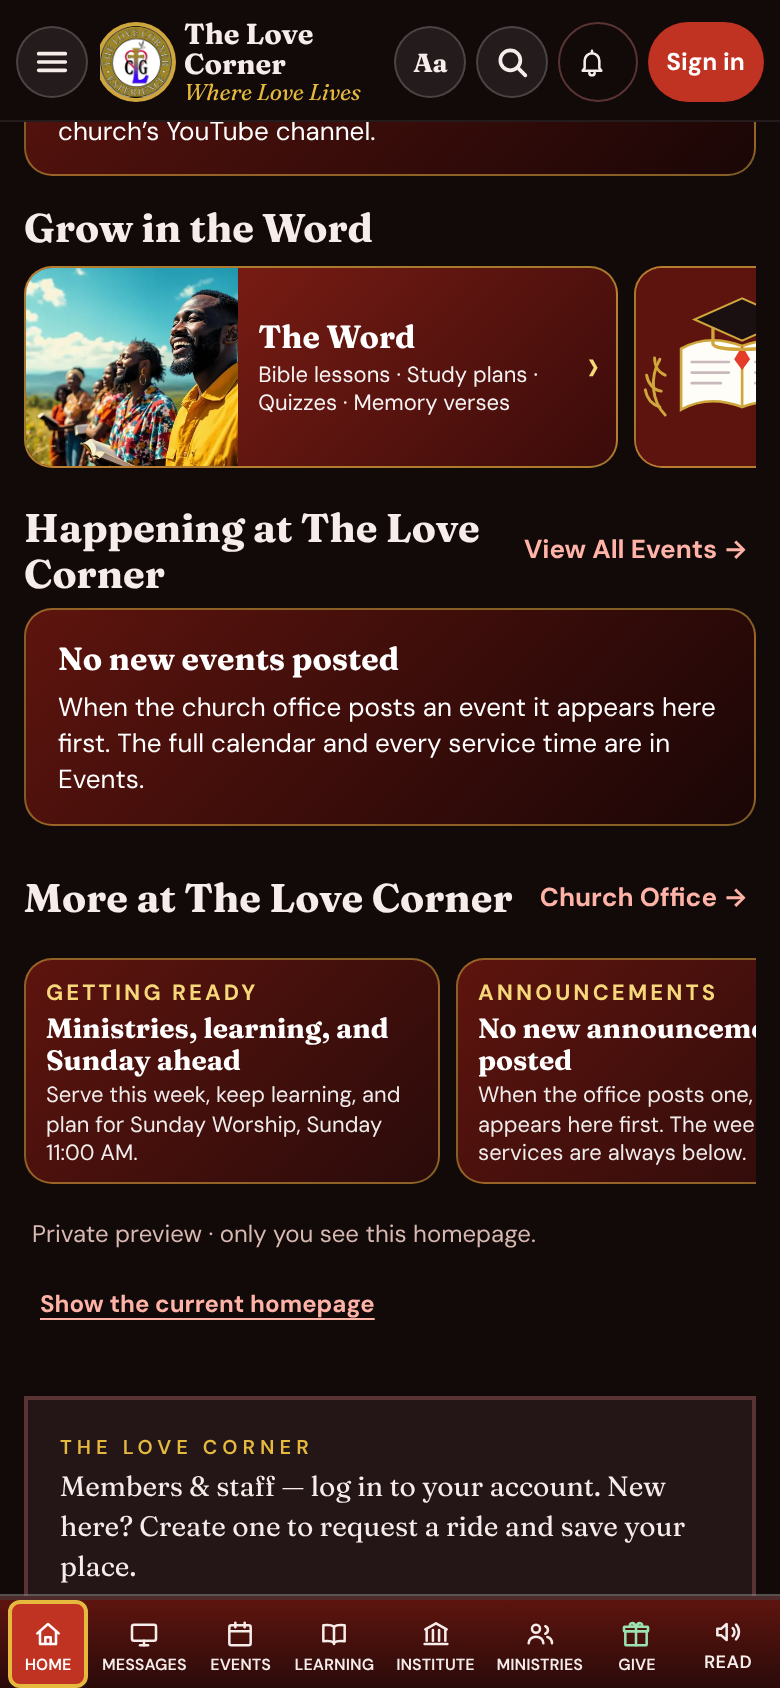 The Love
Corner
Where Love Lives
Aa
Sign in
church's YouTube channel.
Grow in the Word
The Word
Bible lessons · Study plans ·
Quizzes · Memory verses
›
Happening at The Love
Corner
View All Events →
No new events posted
When the church office posts an event it appears here
first. The full calendar and every service time are in
Events.
More at The Love Corner
Church Office →
GETTING READY
Ministries, learning, and
Sunday ahead
Serve this week, keep learning, and
plan for Sunday Worship, Sunday
11:00 AM.
ANNOUNCEMENTS
No new announceme
posted
When the office posts one,
appears here first. The wee
services are always below.
Private preview · only you see this homepage.
Show the current homepage
THE LOVE CORNER
Members & staff — log in to your account. New
here? Create one to request a ride and save your
place.
HOME
MESSAGES
EVENTS
LEARNING
INSTITUTE
MINISTRIES
GIVE
READ